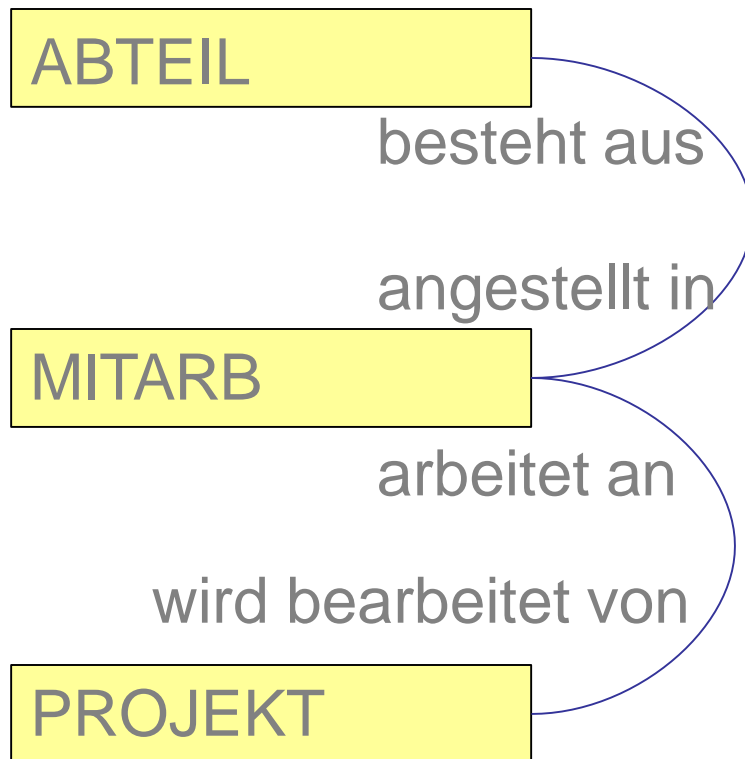 ABTEIL
besteht aus
angestellt in
MITARB
arbeitet an
wird bearbeitet von
PROJEKT